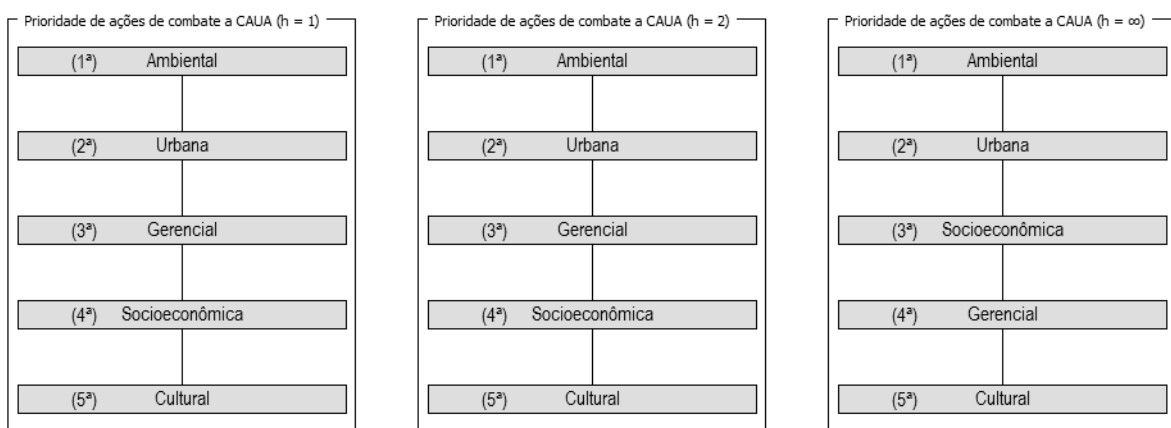 Prioridade de ações de combate a CAUA (h = 1)
(1ª) Ambiental
(2ª) Urbana
(3ª) Gerencial
(4ª) Socioeconômica
(5ª) Cultural
Prioridade de ações de combate a CAUA (h = 2)
(1ª) Ambiental
(2ª) Urbana
(3ª) Gerencial
(4ª) Socioeconômica
(5ª) Cultural
Prioridade de ações de combate a CAUA (h = ∞)
(1ª) Ambiental
(2ª) Urbana
(3ª) Socioeconômica
(4ª) Gerencial
(5ª) Cultural